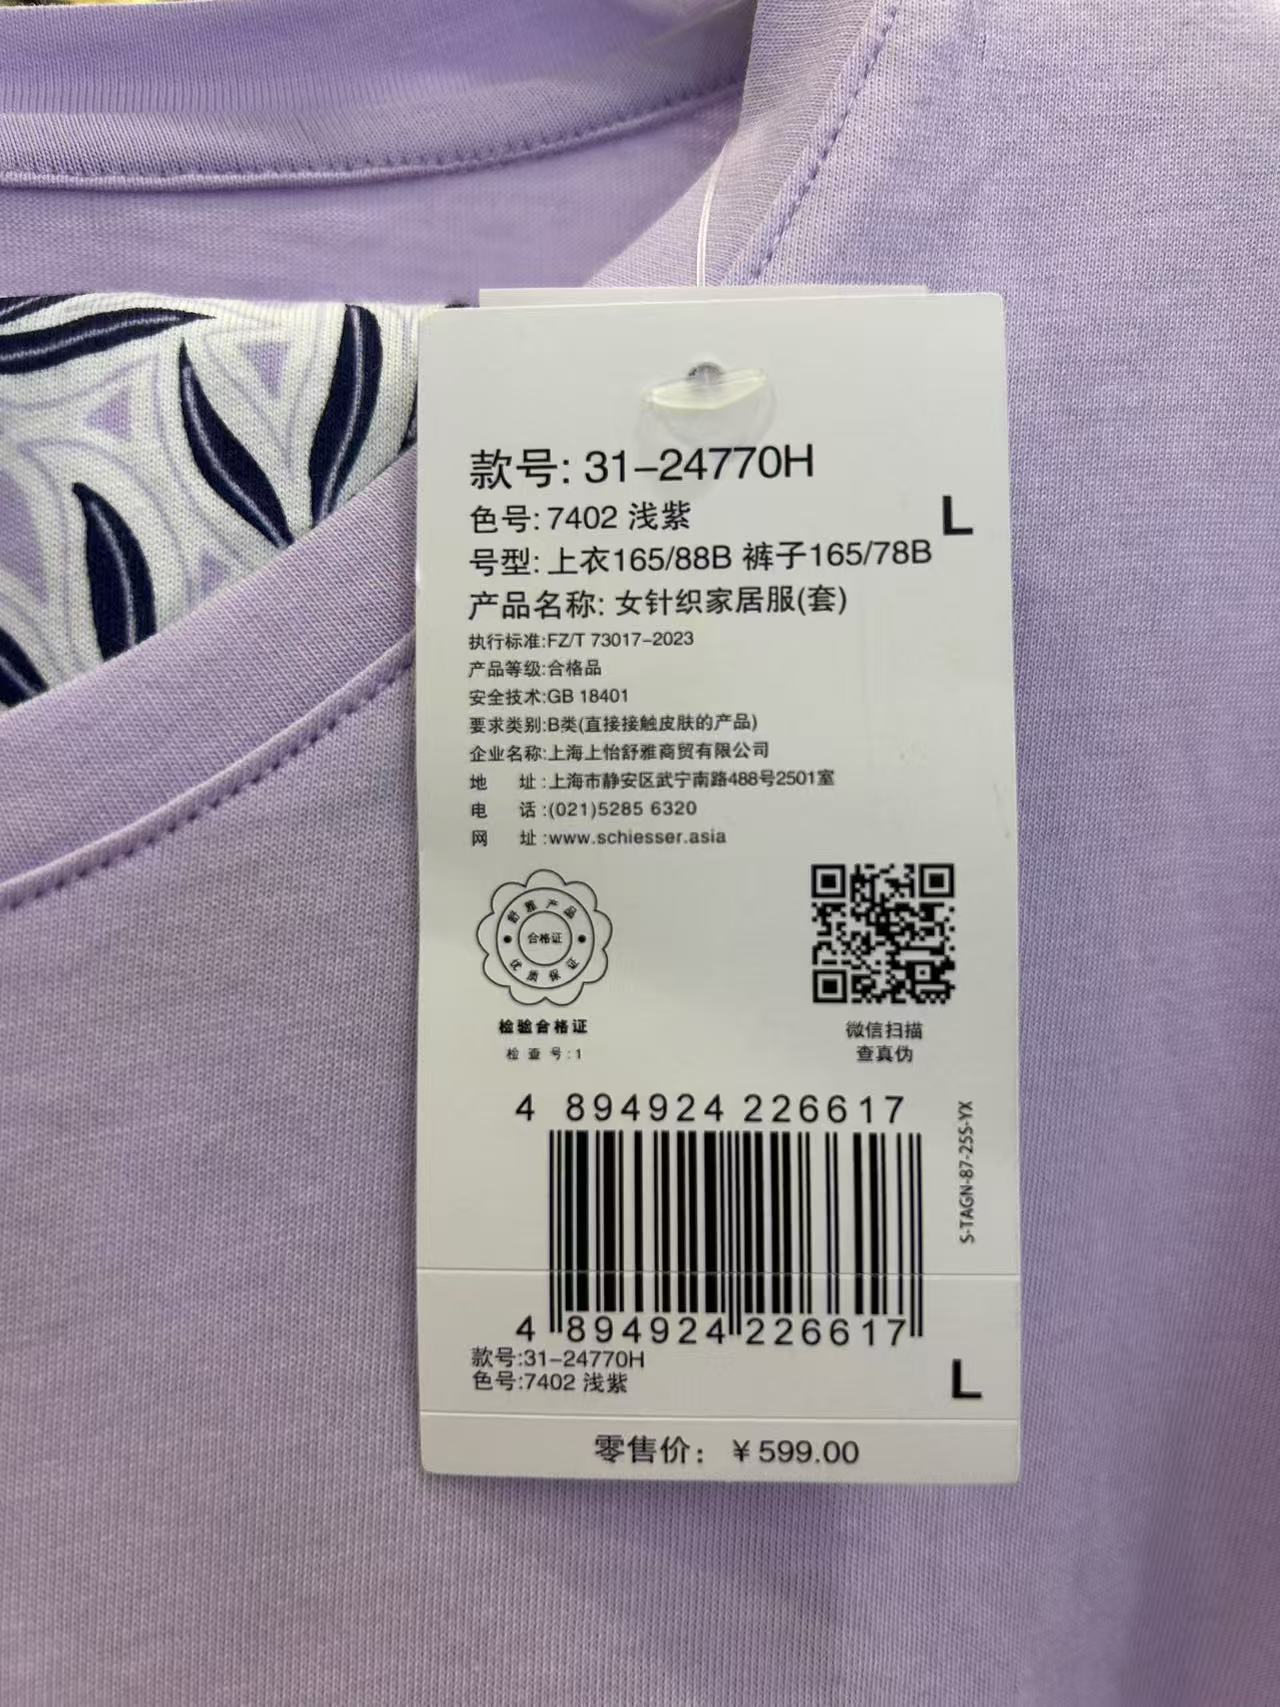 款号: 31-24770H
色号: 7402 浅紫
L
号型: 上衣165/88B 裤子165/78B
产品名称: 女针织家居服(套)
执行标准:FZ/T 73017-2023
产品等级:合格品
安全技术:GB 18401
要求类别:B类(直接接触皮肤的产品)
企业名称:上海上怡舒雅商贸有限公司
地 址:上海市静安区武宁南路488号2501室
电 话:(021)5285 6320
网 址:www.schiesser.asia
舒雅产品
合格证
优质保证
检验合格证
检查号:1
微信扫描
查真伪
4 894924 226617
S-TAGN-87-25S-YX
4 894924 226617
款号:31-24770H
色号:7402 浅紫
L
零售价: ¥599.00